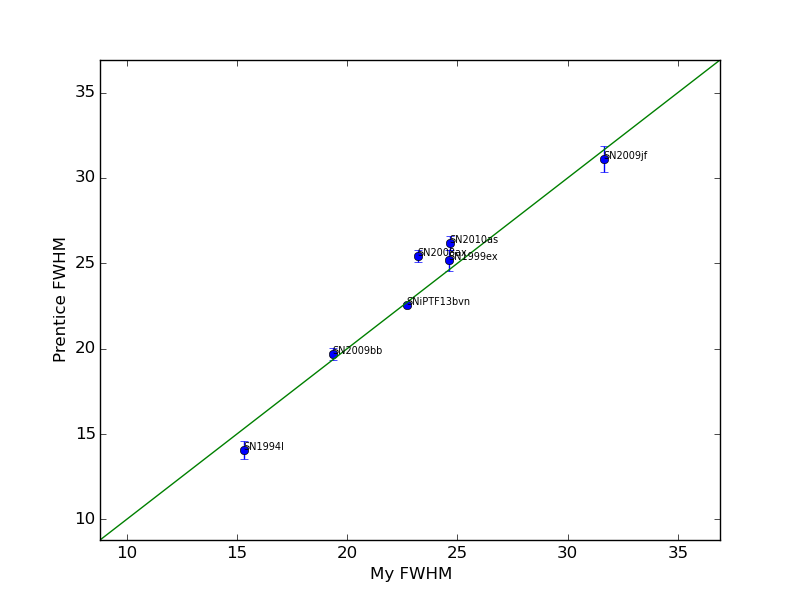 35
SN2009jf
30
SN2010as
SN2008ax
SN1999ex
25
SNiPTF13bvn
20
SN2009bb
15
SN1994I
10
10 15 20 25 30 35
My FWHM
Prentice FWHM